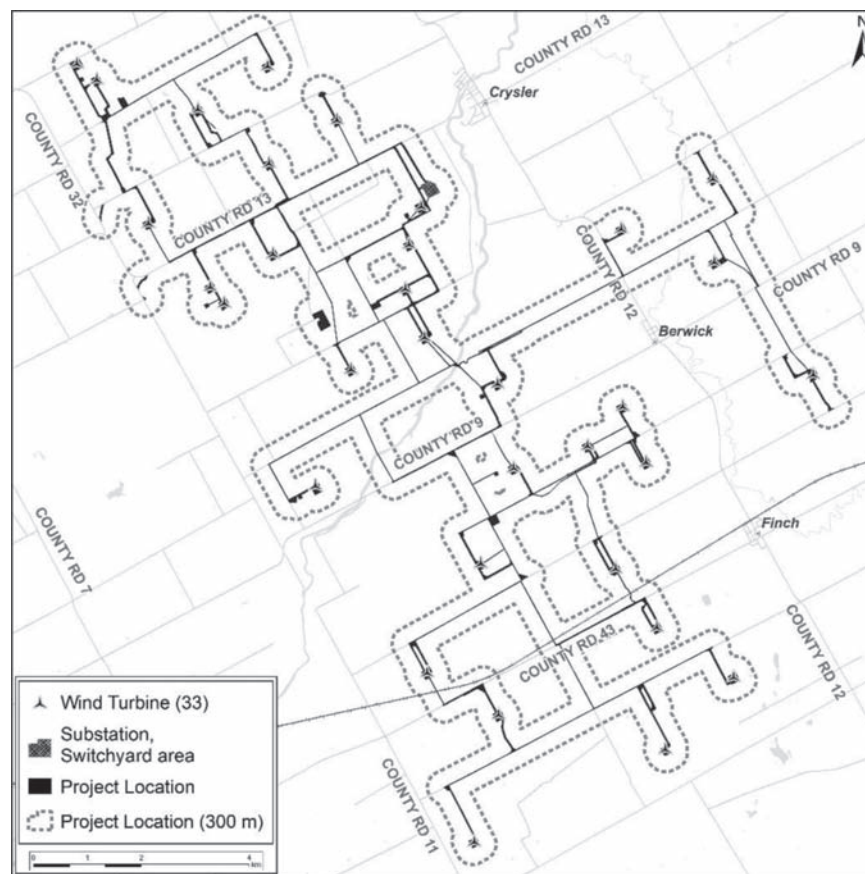 N
COUNTY RD 13
Crysler
COUNTY RD 32
COUNTY RD 13
COUNTY RD 9
COUNTY RD 12
Berwick
COUNTY RD 9
COUNTY RD 7
Finch
COUNTY RD 43
COUNTY RD 12
COUNTY RD 11
Wind Turbine (33)
Substation,
Switchyard area
Project Location
Project Location (300 m)
0 1 2 4
km